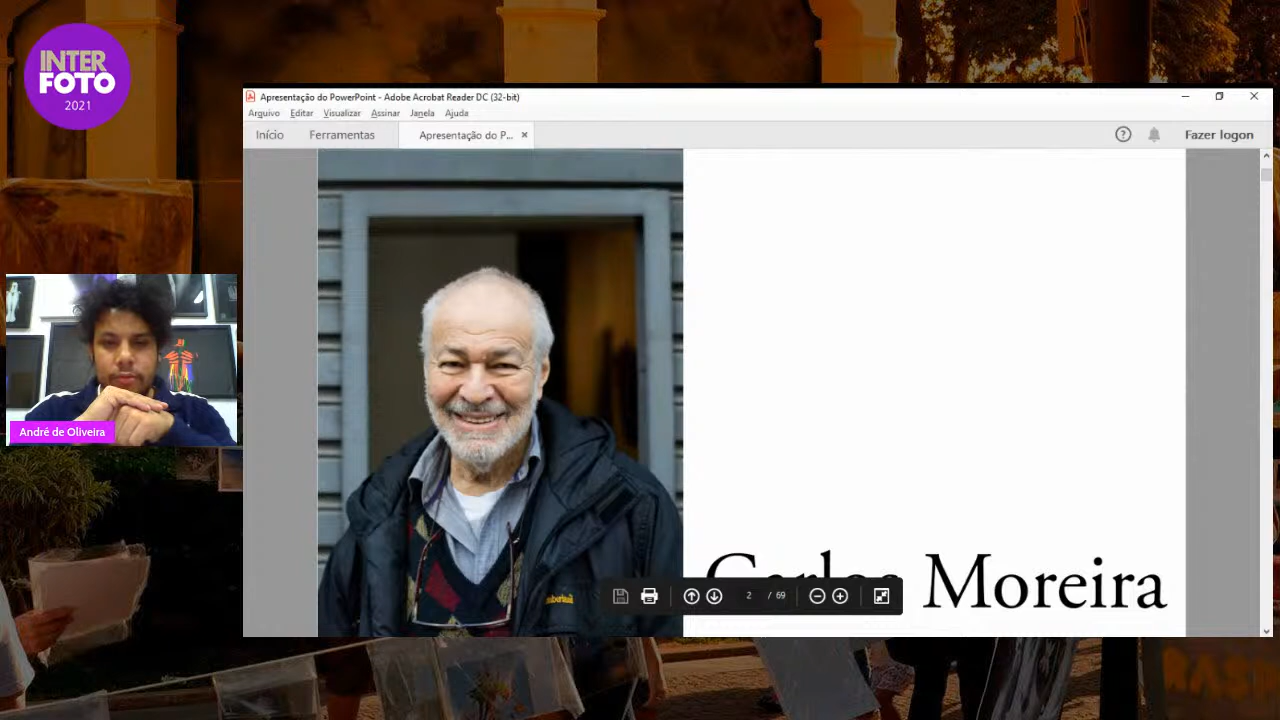 INTER
FOTO
2021
Apresentação do PowerPoint - Adobe Acrobat Reader DC (32-bit)
Arquivo Editar Visualizar Assinar Janela Ajuda
Início Ferramentas Apresentação do P... × ? Fazer logon
André de Oliveira
Carlos Moreira
2 / 69